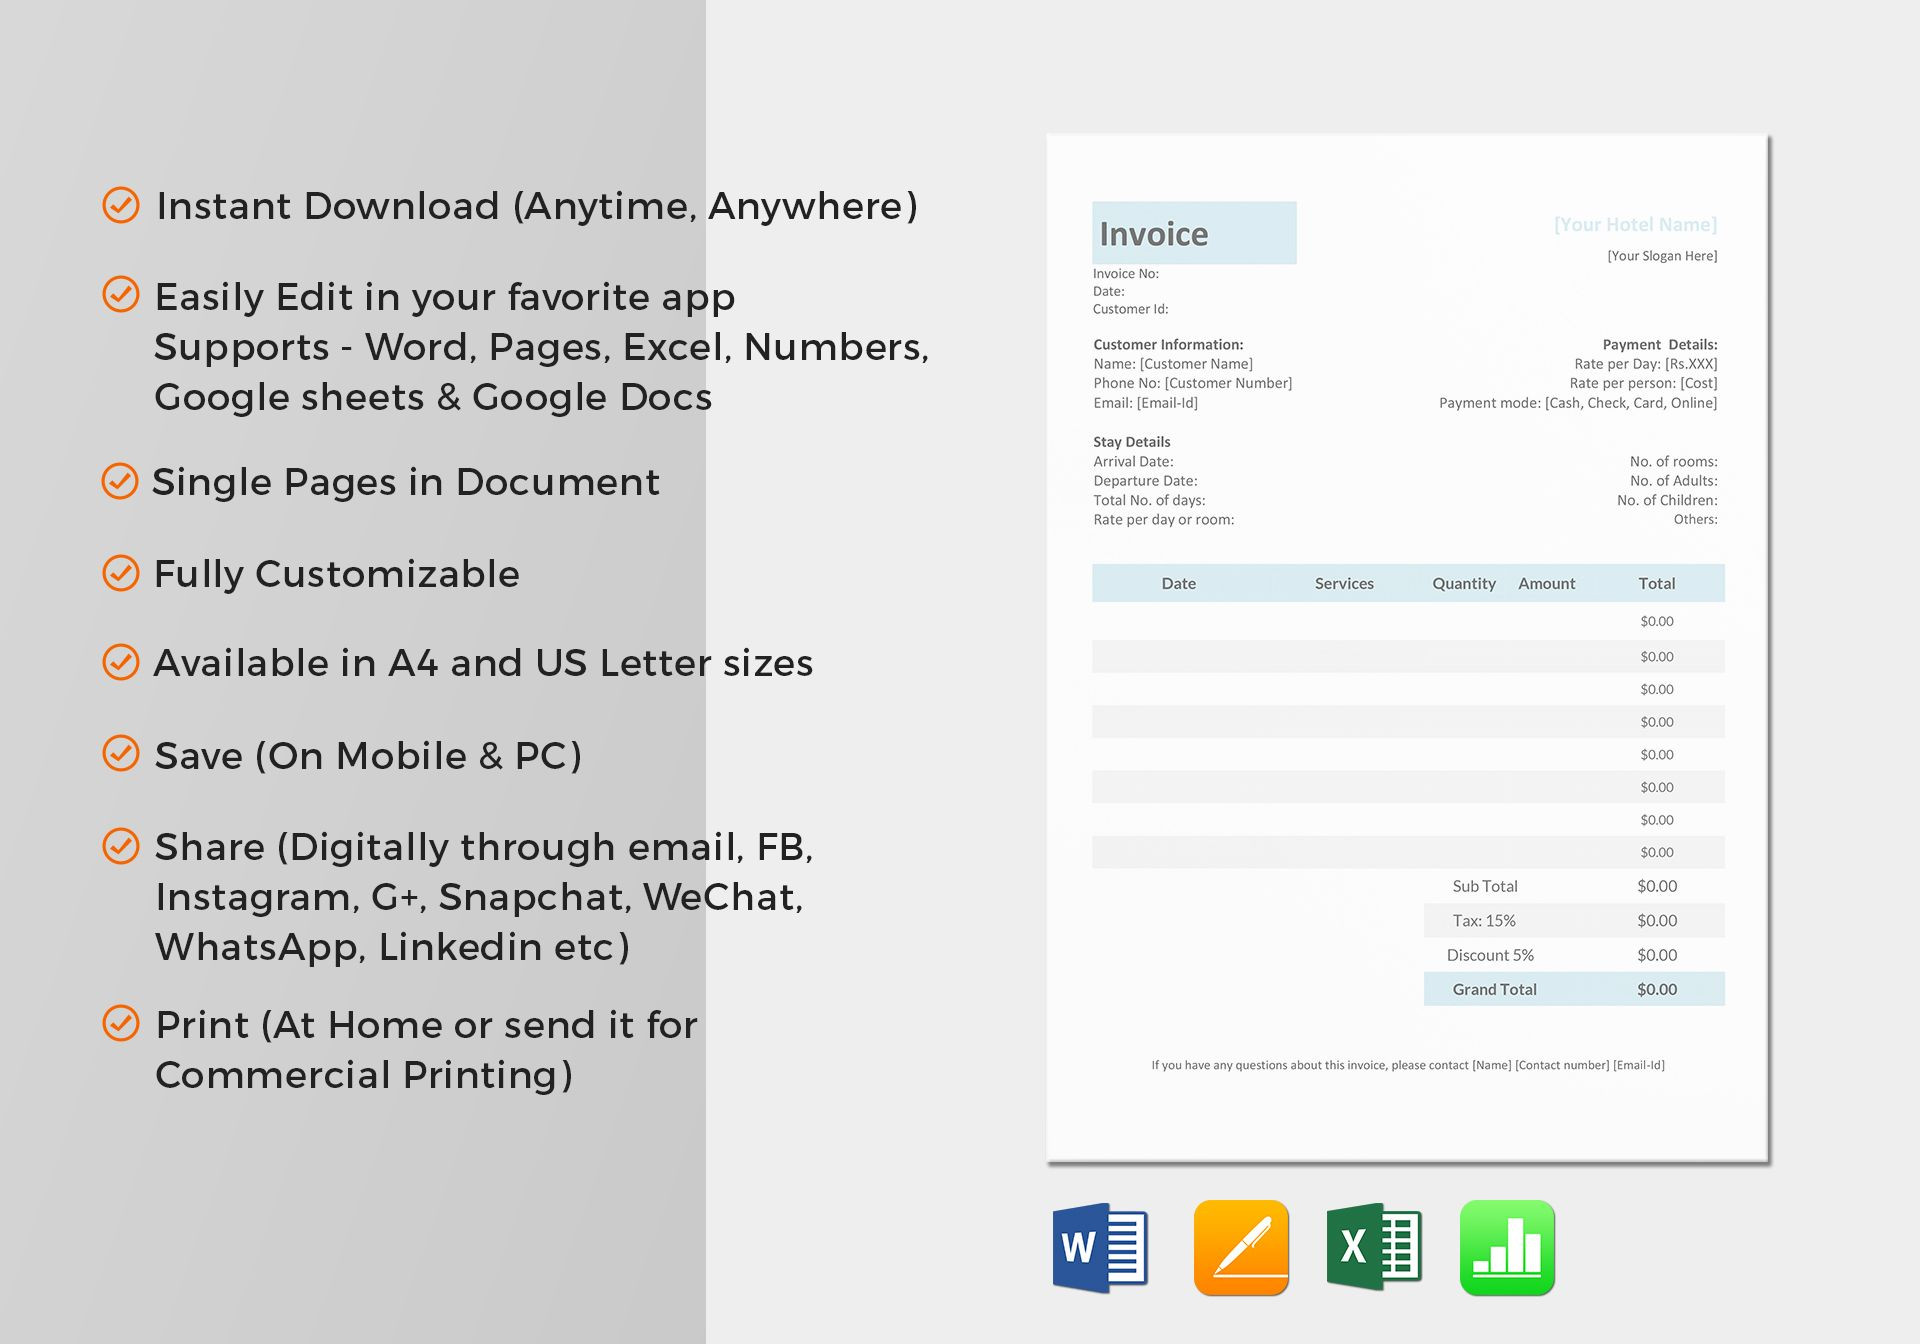 Instant Download (Anytime, Anywhere)
Easily Edit in your favorite app
Supports - Word, Pages, Excel, Numbers,
Google sheets & Google Docs
Single Pages in Document
Fully Customizable
Available in A4 and US Letter sizes
Save (On Mobile & PC)
Share (Digitally through email, FB,
Instagram, G+, Snapchat, WeChat,
WhatsApp, Linkedin etc)
Print (At Home or send it for
Commercial Printing)
Invoice
[Your Hotel Name]
[Your Slogan Here]
Invoice No:
Date:
Customer Id:
Customer Information:
Name: [Customer Name]
Phone No: [Customer Number]
Email: [Email-Id]
Payment Details:
Rate per Day: [Rs.XXX]
Rate per person: [Cost]
Payment mode: [Cash, Check, Card, Online]
Stay Details
Arrival Date:
Departure Date:
Total No. of days:
Rate per day or room:
No. of rooms:
No. of Adults:
No. of Children:
Others:
Date Services Quantity Amount Total
$0.00
$0.00
$0.00
$0.00
$0.00
$0.00
$0.00
$0.00
Sub Total $0.00
Tax: 15% $0.00
Discount 5% $0.00
Grand Total $0.00
If you have any questions about this invoice, please contact [Name] [Contact number] [Email-Id]
W
X